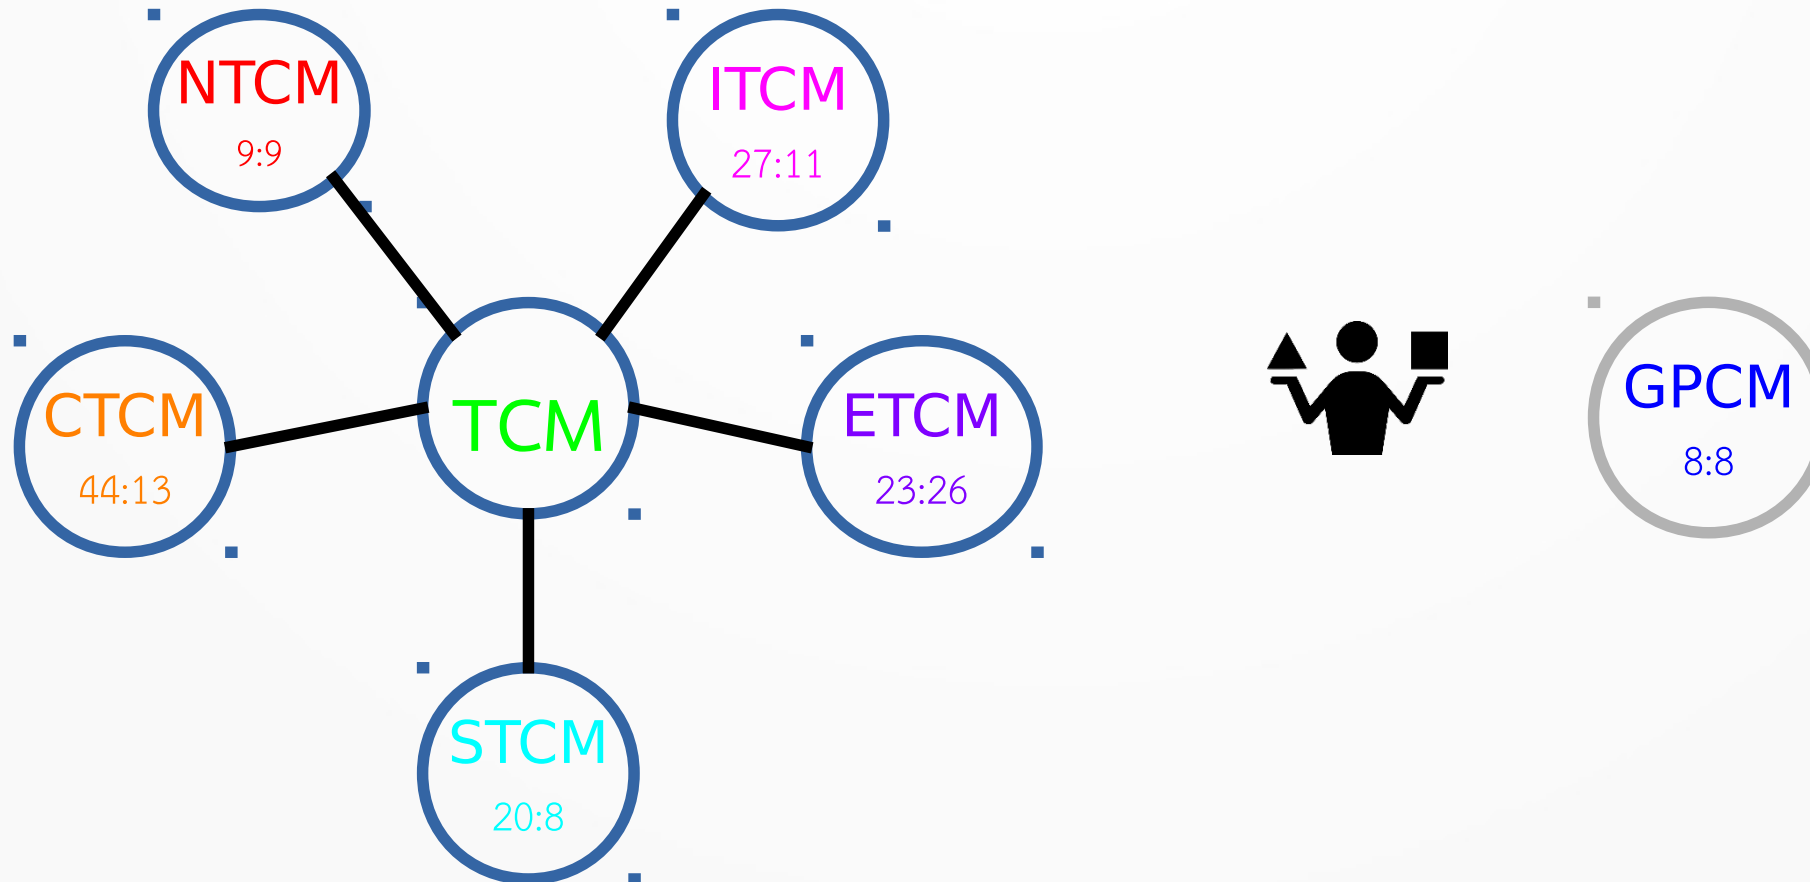 NTCM
9:9
ITCM
27:11
CTCM
44:13
TCM
ETCM
23:26
GPCM
8:8
STCM
20:8